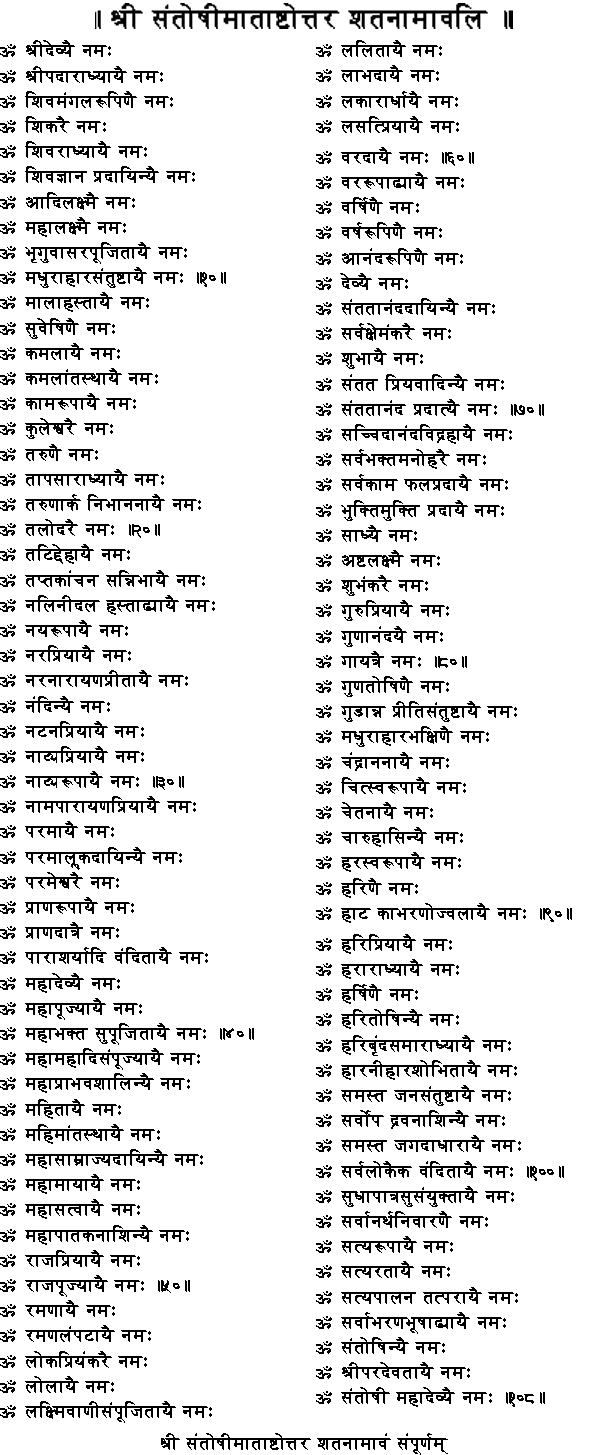 ॥ श्री संतोषीमाताष्टोत्तर शतनामावलि ॥
ॐ श्रीदेव्यै नमः
ॐ श्रीपदाराध्यायै नमः
ॐ शिवमंगलरूपिणै नमः
ॐ शिकरै नमः
ॐ शिवराध्यायै नमः
ॐ शिवज्ञान प्रदायिन्यै नमः
ॐ आदिलक्ष्मै नमः
ॐ महालक्ष्मै नमः
ॐ भृगुवासरपूजितायै नमः
ॐ मधुराहारसंतुष्टायै नमः ॥१०॥
ॐ मालाहस्तायै नमः
ॐ सुवेषिणै नमः
ॐ कमलायै नमः
ॐ कमलांतस्थायै नमः
ॐ कामरूपायै नमः
ॐ कुलेश्वरै नमः
ॐ तरुणै नमः
ॐ तापसाराध्यायै नमः
ॐ तरुणार्क निभाननायै नमः
ॐ तलोदरै नमः ॥२०॥
ॐ तटिद्देहायै नमः
ॐ तप्तकांचन सन्निभायै नमः
ॐ नलिनीदल हस्ताढ्यायै नमः
ॐ नयरूपायै नमः
ॐ नरप्रियायै नमः
ॐ नरनारायणप्रीतायै नमः
ॐ नंदिन्यै नमः
ॐ नटनप्रियायै नमः
ॐ नाट्यप्रियायै नमः
ॐ नाट्यरूपायै नमः ॥३०॥
ॐ नामपारायणप्रियायै नमः
ॐ परमायै नमः
ॐ परमाल्हकदायिन्यै नमः
ॐ परमेश्वरै नमः
ॐ प्राणरूपायै नमः
ॐ प्राणदात्रै नमः
ॐ पाराशर्यादि वंदितायै नमः
ॐ महादेव्यै नमः
ॐ महापूज्यायै नमः
ॐ महाभक्त सुपूजितायै नमः ॥४०॥
ॐ महामहादिसंपूज्यायै नमः
ॐ महाप्राभवशालिन्यै नमः
ॐ महितायै नमः
ॐ महिमांतस्थायै नमः
ॐ महासाम्राज्यदायिन्यै नमः
ॐ महामायायै नमः
ॐ महासत्वायै नमः
ॐ महापातकनाशिन्यै नमः
ॐ राजप्रियायै नमः
ॐ राजपूज्यायै नमः ॥५०॥
ॐ रमणायै नमः
ॐ रमणलंपटायै नमः
ॐ लोकप्रियंकरै नमः
ॐ लोलायै नमः
ॐ लक्ष्मिवाणीसंपूजितायै नमः
ॐ ललितायै नमः
ॐ लाभदायै नमः
ॐ लकारार्धायै नमः
ॐ लसत्प्रियायै नमः
ॐ वरदायै नमः ॥६०॥
ॐ वररूपाढ्यायै नमः
ॐ वर्षिणै नमः
ॐ वर्षरूपिणै नमः
ॐ आनंदरूपिणै नमः
ॐ देव्यै नमः
ॐ संततानंददायिन्यै नमः
ॐ सर्वक्षेमंकरै नमः
ॐ शुभायै नमः
ॐ संतत प्रियवादिन्यै नमः
ॐ संततानंद प्रदात्यै नमः ॥७०॥
ॐ सच्चिदानंदविग्रहायै नमः
ॐ सर्वभक्तमनोहरै नमः
ॐ सर्वकाम फलप्रदायै नमः
ॐ भुक्तिमुक्ति प्रदायै नमः
ॐ साध्यै नमः
ॐ अष्टलक्ष्मै नमः
ॐ शुभंकरै नमः
ॐ गुरुप्रियायै नमः
ॐ गुणानंदयै नमः
ॐ गायत्रै नमः ॥८०॥
ॐ गुणतोषिणै नमः
ॐ गुडान्न प्रीतिसंतुष्टायै नमः
ॐ मधुराहारभक्षिणै नमः
ॐ चंद्राननायै नमः
ॐ चित्स्वरूपायै नमः
ॐ चेतनायै नमः
ॐ चारुहासिन्यै नमः
ॐ हरस्वरूपायै नमः
ॐ हरिणै नमः
ॐ हाट काभरणोज्वलायै नमः ॥९०॥
ॐ हरिप्रियायै नमः
ॐ हराराध्यायै नमः
ॐ हर्षिणै नमः
ॐ हरितोषिन्यै नमः
ॐ हरिबृंदसमाराध्यायै नमः
ॐ हारनीहारशोभितायै नमः
ॐ समस्त जनसंतुष्टायै नमः
ॐ सर्वोप द्रवनाशिन्यै नमः
ॐ समस्त जगदाधारायै नमः
ॐ सर्वलोकैक वंदितायै नमः ॥१००॥
ॐ सुधापात्रसुसंयुक्तायै नमः
ॐ सर्वानर्थनिवारणै नमः
ॐ सत्यरूपायै नमः
ॐ सत्यरतायै नमः
ॐ सत्यपालन तत्परायै नमः
ॐ सर्वाभरणभूषाढ्यायै नमः
ॐ संतोषिन्यै नमः
ॐ श्रीपरदेवतायै नमः
ॐ संतोषी महादेव्यै नमः ॥१०८॥
श्री संतोषीमाताष्टोत्तर शतनामावं संपूर्णम्